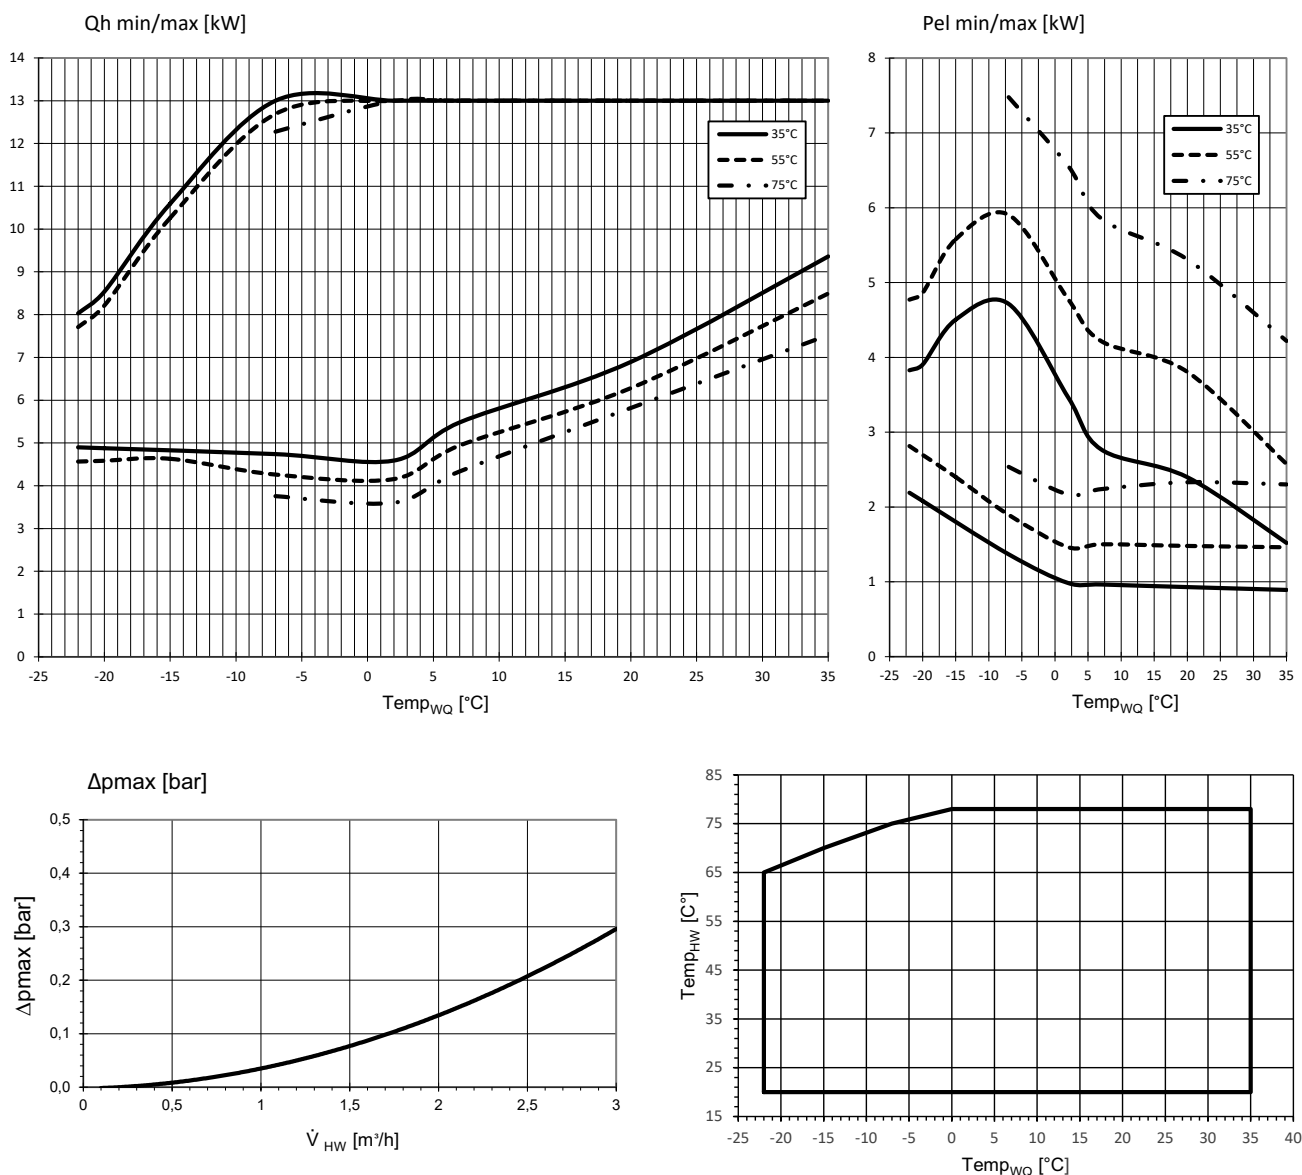 Qh min/max [kW]
14
13
12
11
10
9
8
7
6
5
4
3
2
1
0
-25 -20 -15 -10 -5 0 5 10 15 20 25 30 35
Temp_WQ [°C]
35°C
55°C
75°C
Pel min/max [kW]
8
7
6
5
4
3
2
1
0
-25 -20 -15 -10 -5 0 5 10 15 20 25 30 35
Temp_WQ [°C]
35°C
55°C
75°C
Δpmax [bar]
Δpmax [bar]
0,5
0,4
0,3
0,2
0,1
0,0
0 0,5 1 1,5 2 2,5 3
V̇ HW [m³/h]
Temp_HW [C°]
85
75
65
55
45
35
25
15
-25 -20 -15 -10 -5 0 5 10 15 20 25 30 35 40
Temp_WQ [°C]